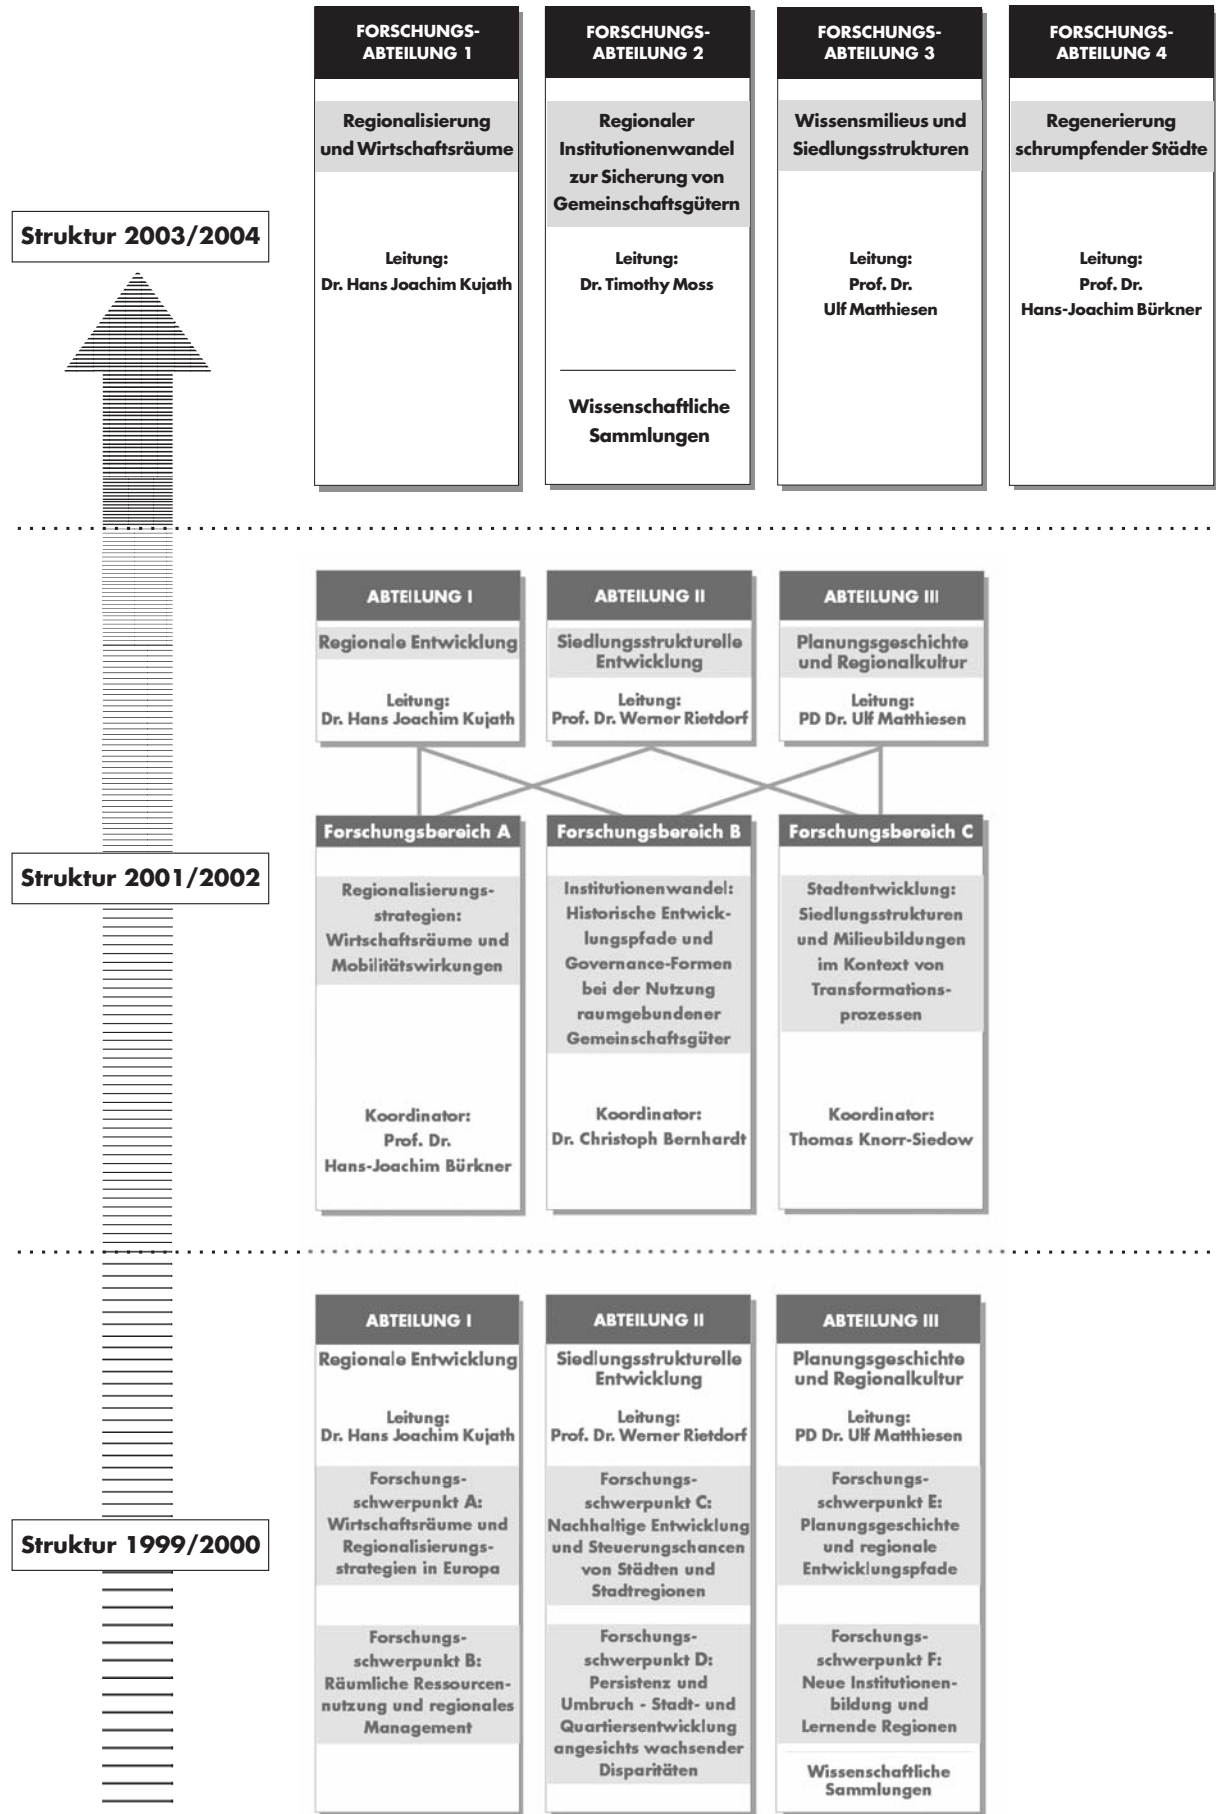 FORSCHUNGS-
ABTEILUNG 1
Regionalisierung
und Wirtschaftsräume
Leitung:
Dr. Hans Joachim Kujath
FORSCHUNGS-
ABTEILUNG 2
Regionaler
Institutionenwandel
zur Sicherung von
Gemeinschaftsgütern
Leitung:
Dr. Timothy Moss
Wissenschaftliche
Sammlungen
FORSCHUNGS-
ABTEILUNG 3
Wissensmilieus und
Siedlungsstrukturen
Leitung:
Prof. Dr.
Ulf Matthiesen
FORSCHUNGS-
ABTEILUNG 4
Regenerierung
schrumpfender Städte
Leitung:
Prof. Dr.
Hans-Joachim Bürkner
Struktur 2003/2004
ABTEILUNG I
Regionale Entwicklung
Leitung:
Dr. Hans Joachim Kujath
ABTEILUNG II
Siedlungsstrukturelle
Entwicklung
Leitung:
Prof. Dr. Werner Rietdorf
ABTEILUNG III
Planungsgeschichte
und Regionalkultur
Leitung:
PD Dr. Ulf Matthiesen
Struktur 2001/2002
Forschungsbereich A
Regionalisierungs-
strategien:
Wirtschaftsräume und
Mobilitätswirkungen
Koordinator:
Prof. Dr.
Hans-Joachim Bürkner
Forschungsbereich B
Institutionenwandel:
Historische Entwick-
lungspfade und
Governance-Formen
bei der Nutzung
raumgebundener
Gemeinschaftsgüter
Koordinator:
Dr. Christoph Bernhardt
Forschungsbereich C
Stadtentwicklung:
Siedlungsstrukturen
und Milieubildungen
im Kontext von
Transformations-
prozessen
Koordinator:
Thomas Knorr-Siedow
Struktur 1999/2000
ABTEILUNG I
Regionale Entwicklung
Leitung:
Dr. Hans Joachim Kujath
Forschungs-
schwerpunkt A:
Wirtschaftsräume und
Regionalisierungs-
strategien in Europa
Forschungs-
schwerpunkt B:
Räumliche Ressourcen-
nutzung und regionales
Management
ABTEILUNG II
Siedlungsstrukturelle
Entwicklung
Leitung:
Prof. Dr. Werner Rietdorf
Forschungs-
schwerpunkt C:
Nachhaltige Entwicklung
und Steuerungschancen
von Städten und
Stadtregionen
Forschungs-
schwerpunkt D:
Persistenz und
Umbruch - Stadt- und
Quartiersentwicklung
angesichts wachsender
Disparitäten
ABTEILUNG III
Planungsgeschichte
und Regionalkultur
Leitung:
PD Dr. Ulf Matthiesen
Forschungs-
schwerpunkt E:
Planungsgeschichte
und regionale
Entwicklungspfade
Forschungs-
schwerpunkt F:
Neue Institutionen-
bildung und
Lernende Regionen
Wissenschaftliche
Sammlungen